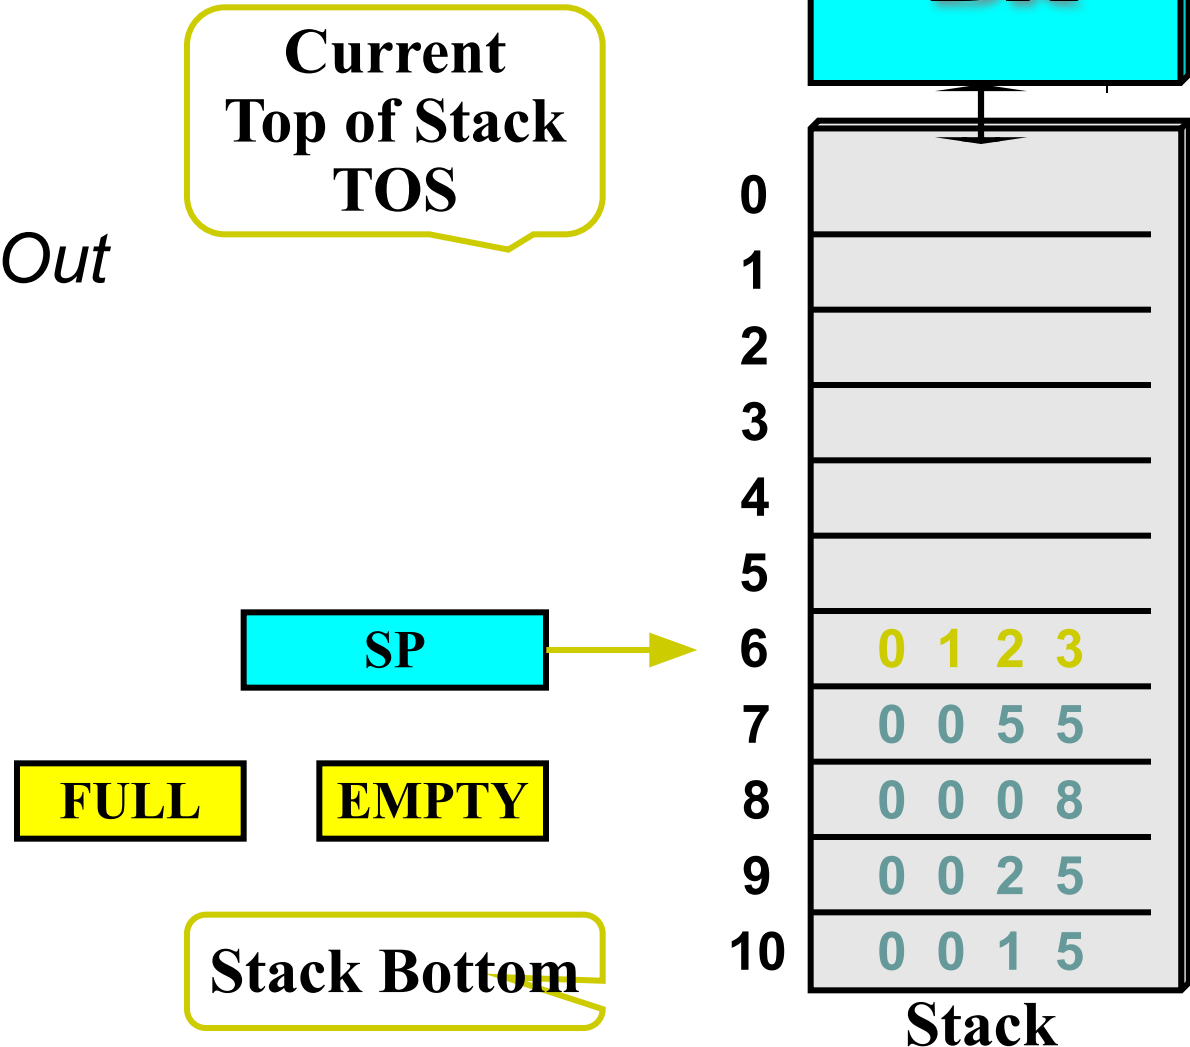 Current
Top of Stack
TOS
Out
0
1
2
3
4
5
SP
6 0 1 2 3
7 0 0 5 5
FULL EMPTY
8 0 0 0 8
9 0 0 2 5
Stack Bottom
10 0 0 1 5
Stack